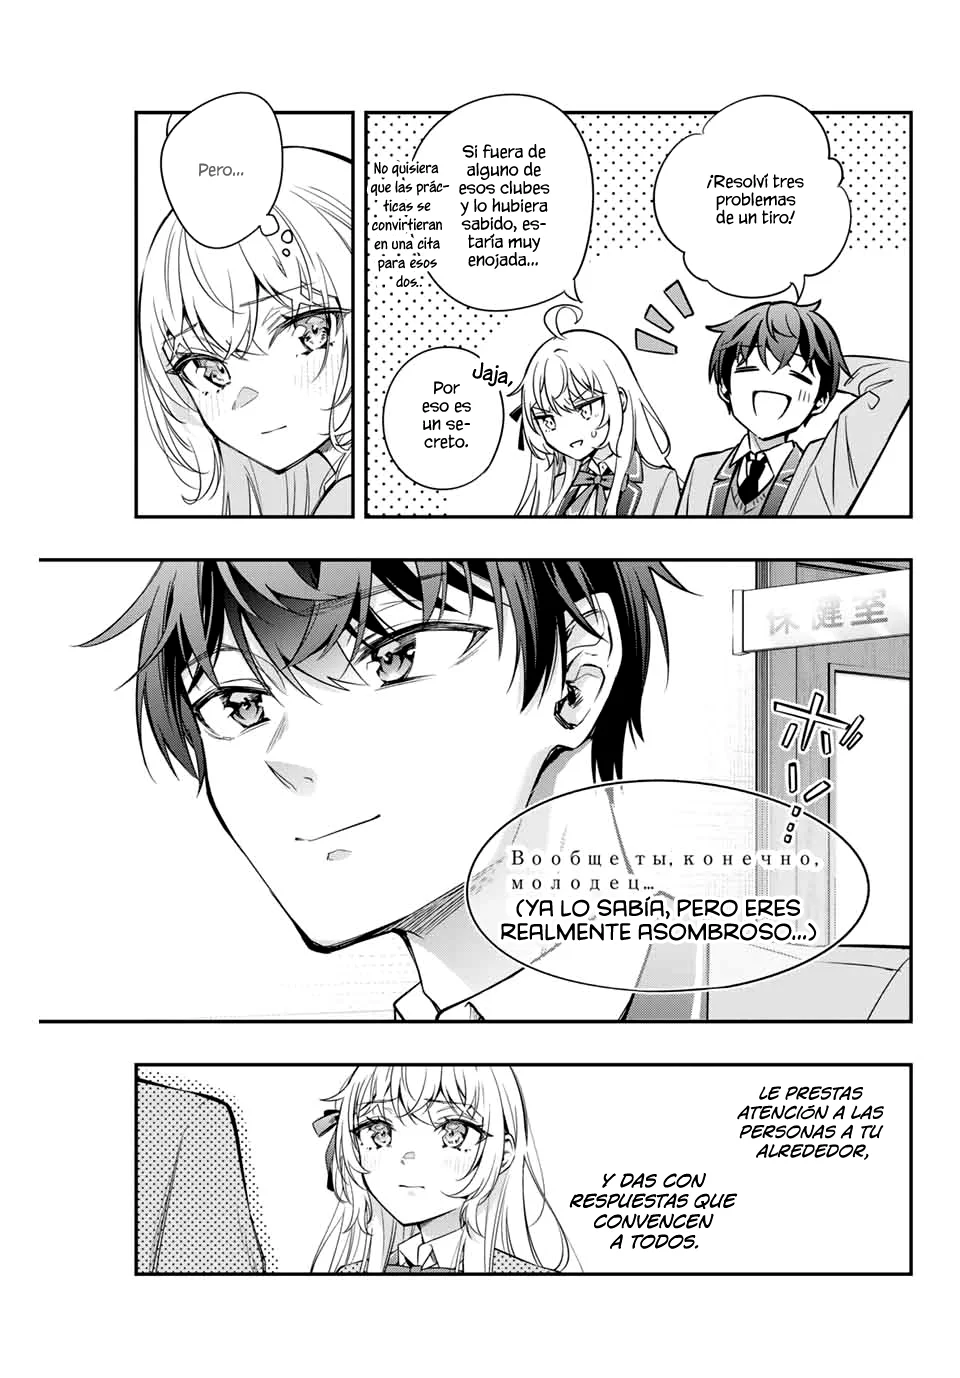 ¡Resolví tres
problemas
de un tiro!
Si fuera de
alguno de
esos clubes
y lo hubiera
sabido, es-
taría muy
enojada...
No quisiera
que las prác-
ticas se
convirtieran
en una cita
para esos
dos.
Jaja,
Por
eso es
un se-
creto.
Pero...
保健室
ホーン
Вообще ты, конечно,
молодец...
(YA LO SABÍA, PERO ERES
REALMENTE ASOMBROSO...)
LE PRESTAS
ATENCIÓN A LAS
PERSONAS A TU
ALREDEDOR,
Y DAS CON
RESPUESTAS QUE
CONVENCEN
A TODOS.